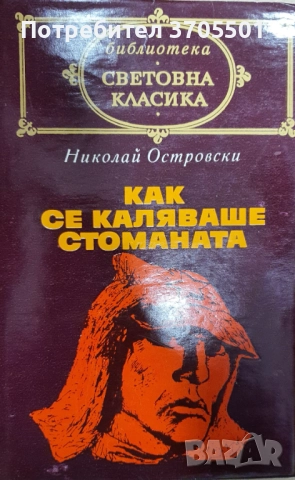 Потребител 3705501
библиотека
СВЕТОВНА
КЛАСИКА
Николай Островски
КАК
СЕ КАЛЯВАШЕ
СТОМАНАТА
BAZAR